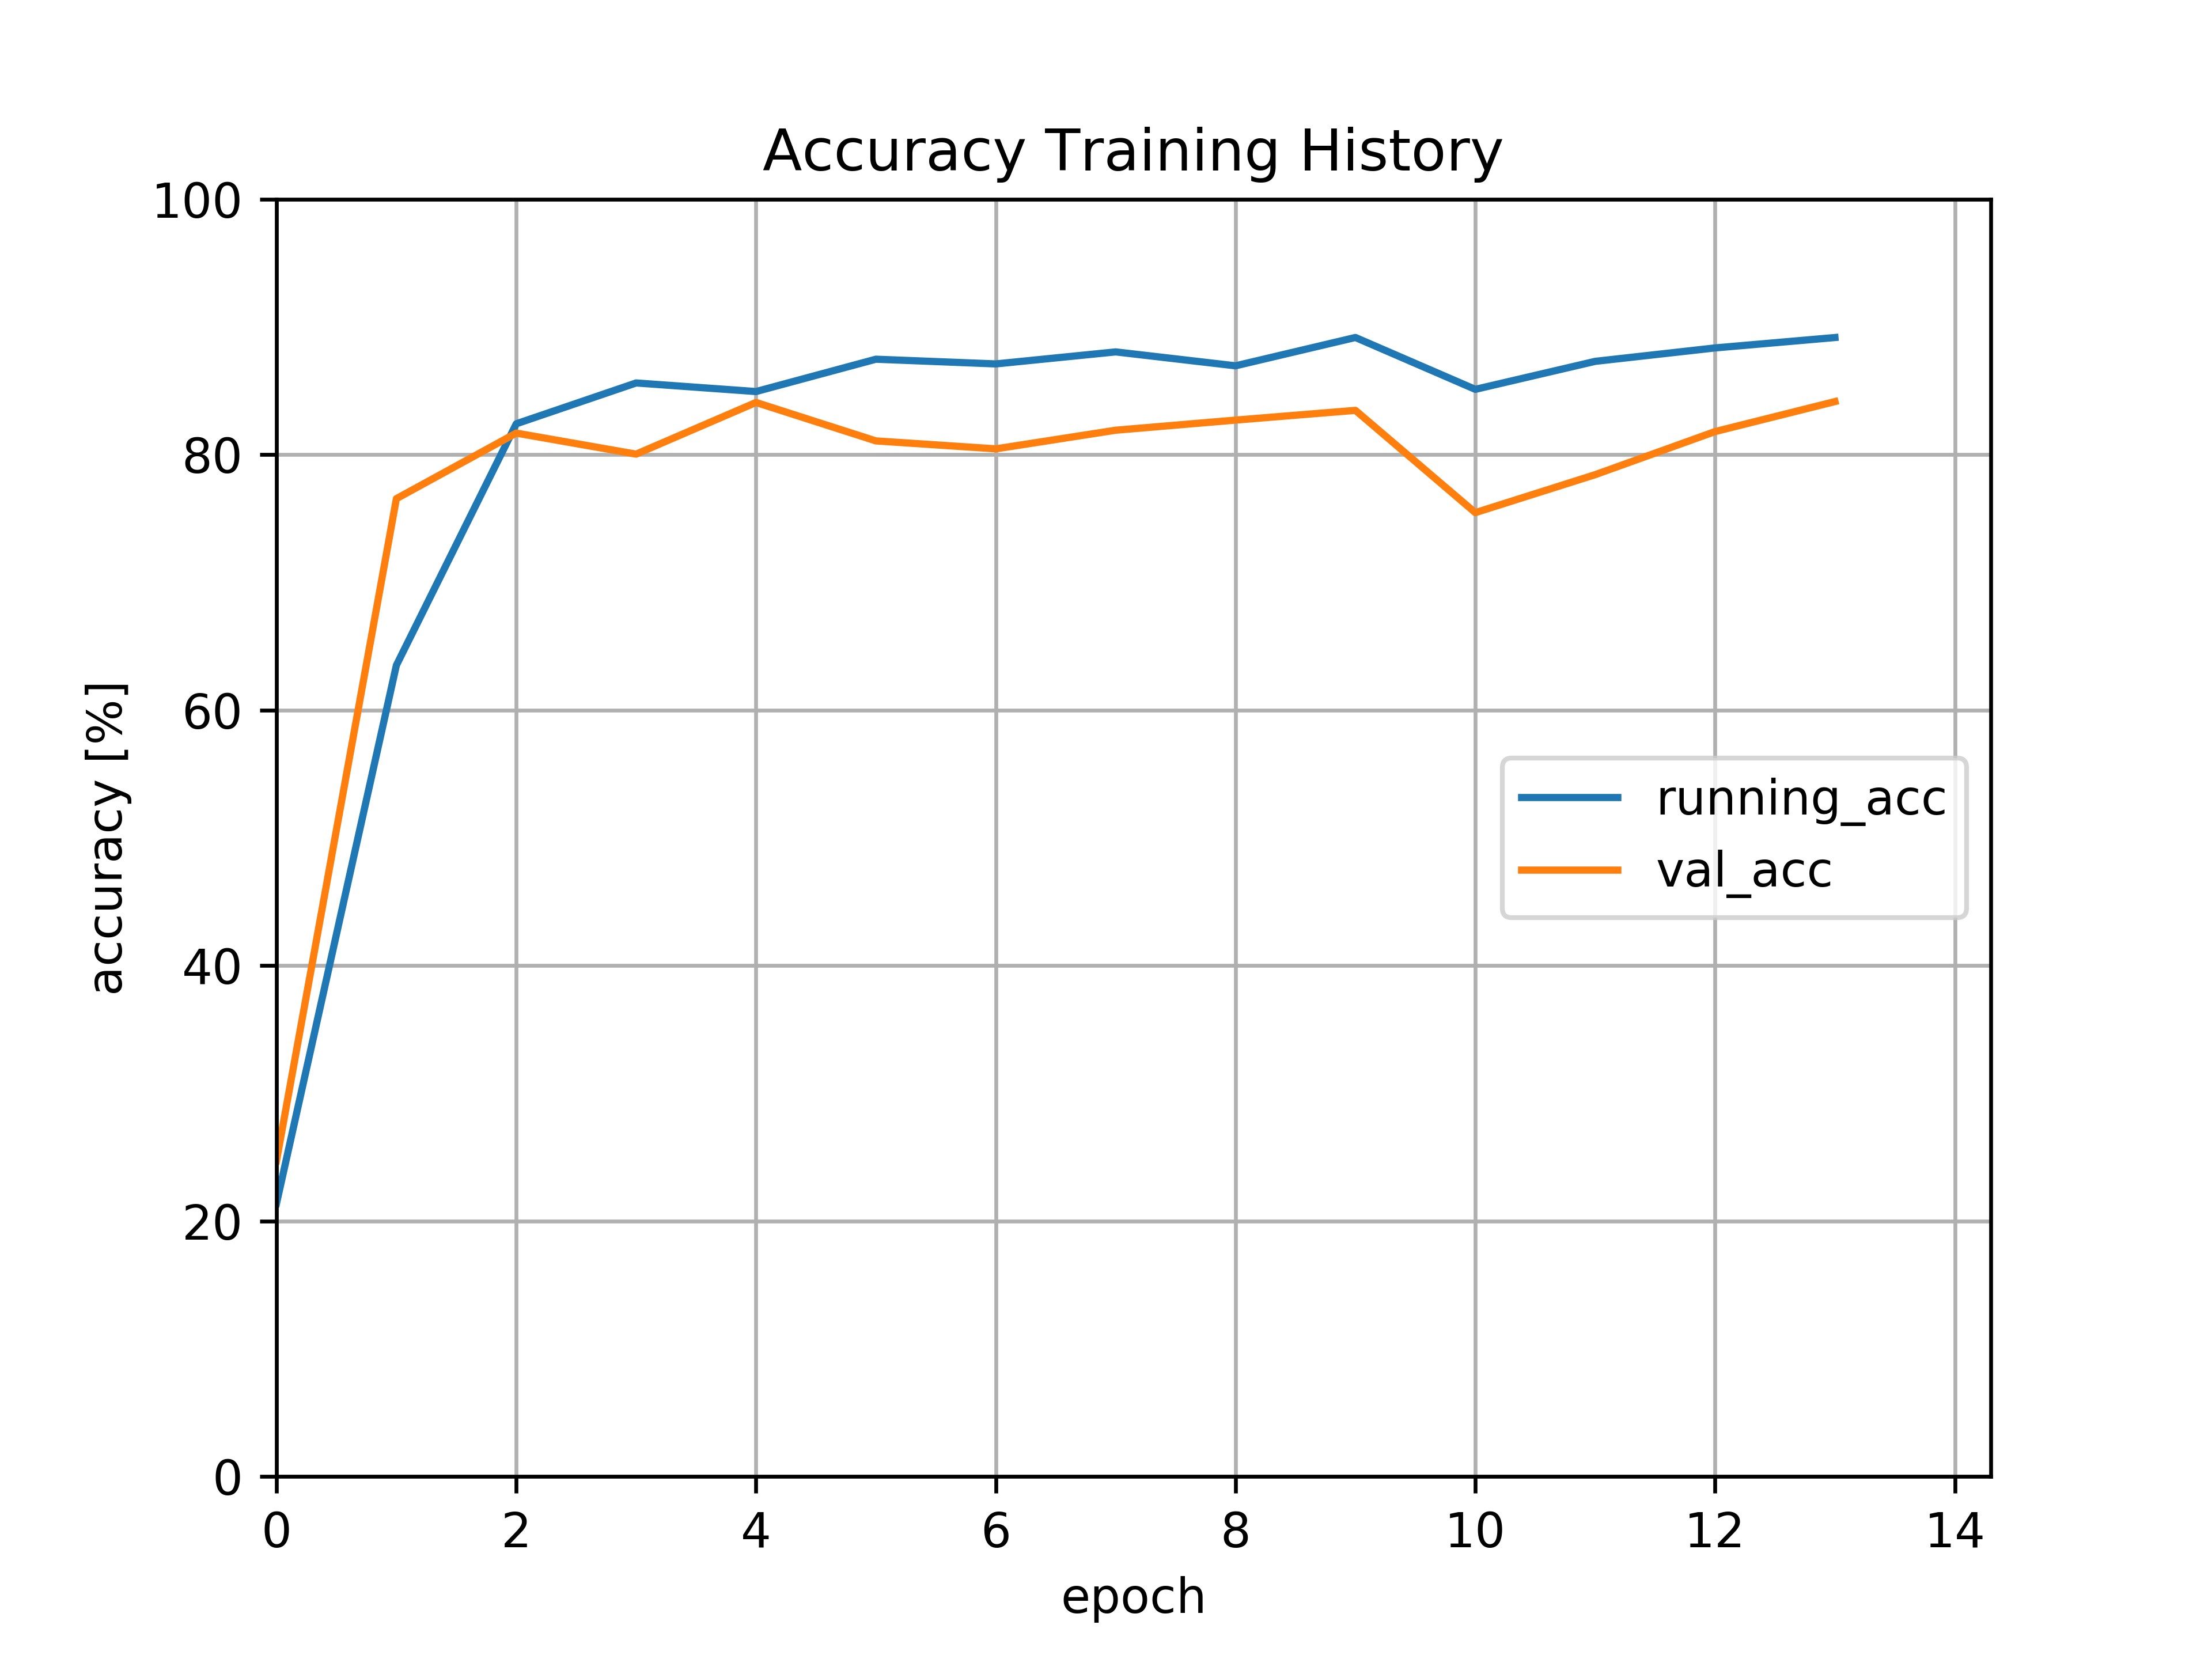 Accuracy Training History
100
80
60
40
20
0
accuracy [%]
running_acc
val_acc
0 2 4 6 8 10 12 14
epoch